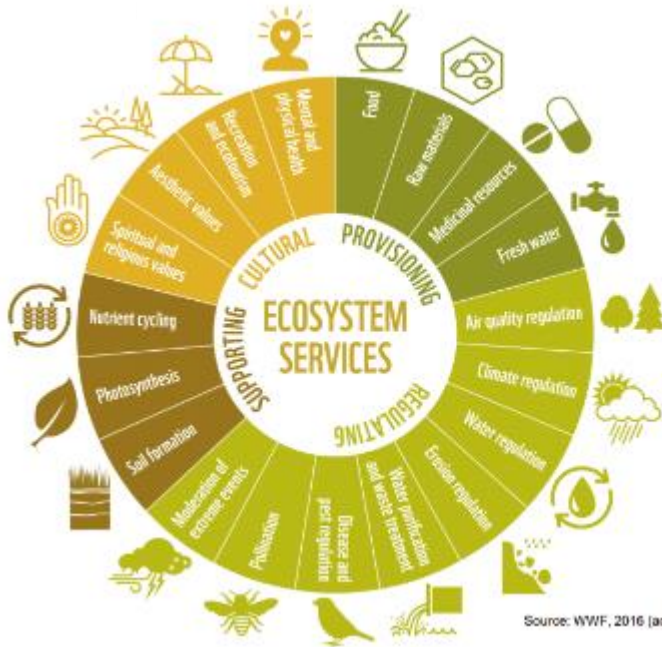 ECOSYSTEM
SERVICES
PROVISIONING
Food
Raw materials
Medicinal resources
Fresh water
REGULATING
Air quality regulation
Climate regulation
Water regulation
Erosion regulation
Water purification
and waste treatment
Disease and
pest regulation
Pollination
Moderation of
extreme events
SUPPORTING
Soil formation
Photosynthesis
Nutrient cycling
CULTURAL
Spiritual and
religious values
Aesthetic values
Recreation
and ecotourism
Mental and
physical health
Source: WWF, 2016 (ad